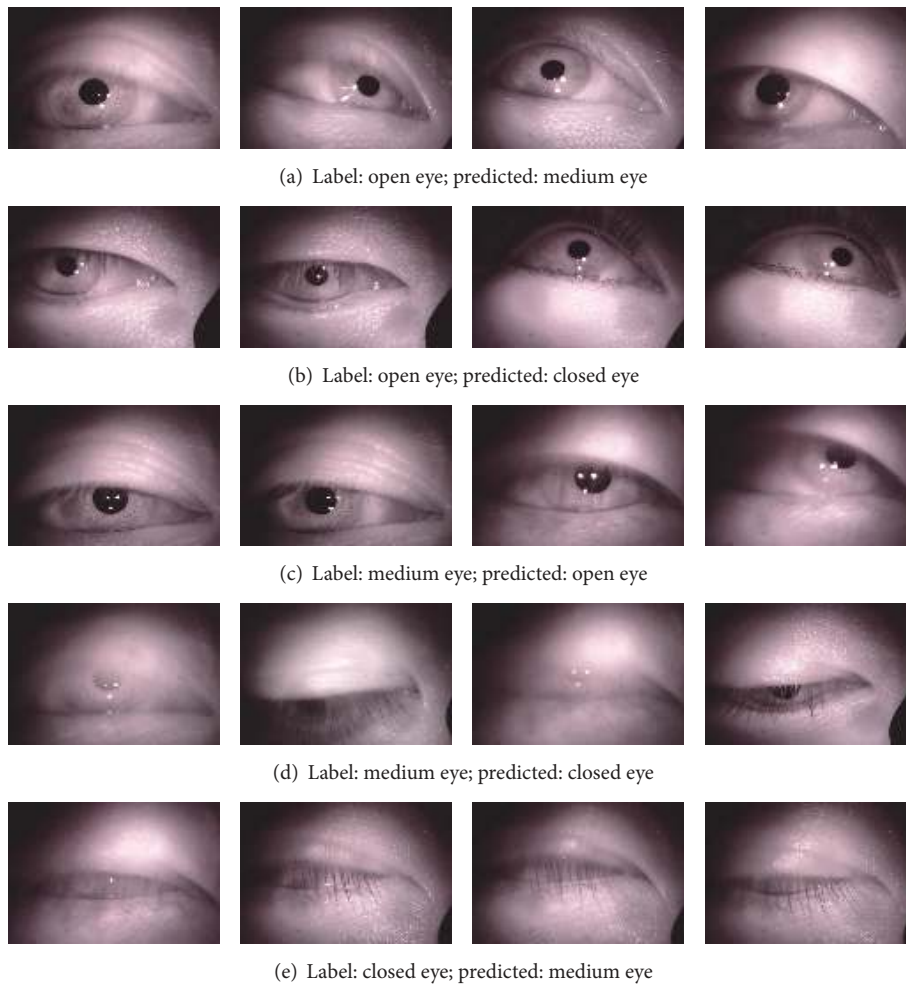 (a) Label: open eye; predicted: medium eye
(b) Label: open eye; predicted: closed eye
(c) Label: medium eye; predicted: open eye
(d) Label: medium eye; predicted: closed eye
(e) Label: closed eye; predicted: medium eye